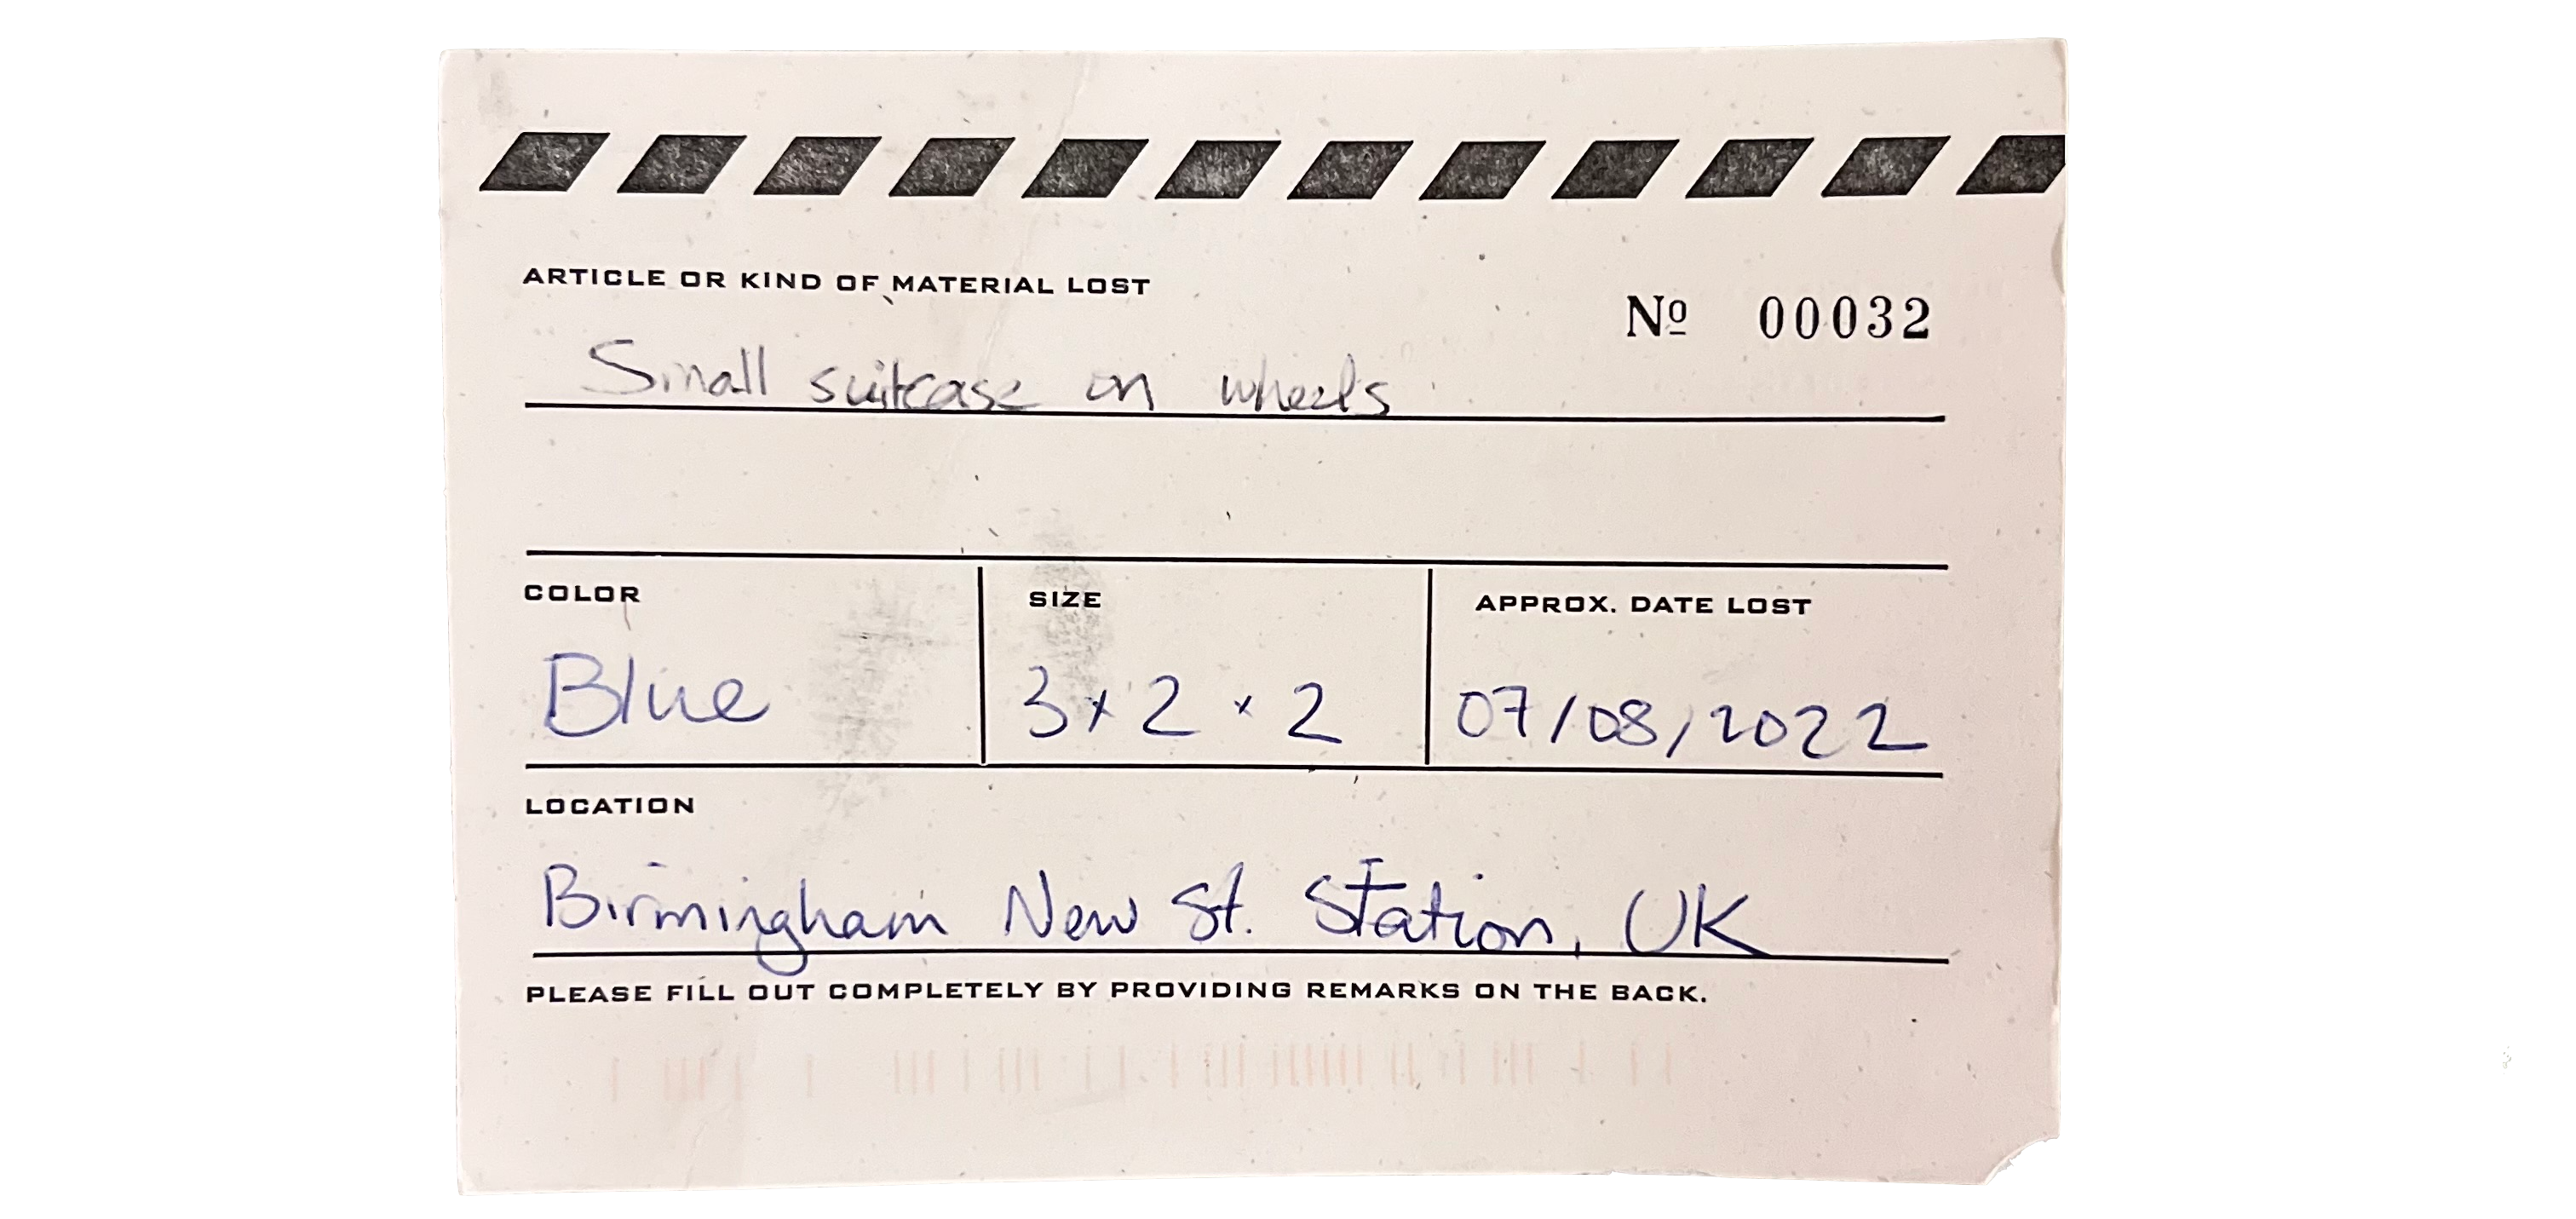 ARTICLE OR KIND OF MATERIAL LOST
Nº 00032
Small suitcase on wheels
COLOR
Blue
SIZE
3 x 2 x 2
APPROX. DATE LOST
07/08/2022
LOCATION
Birmingham New St. Station, UK
PLEASE FILL OUT COMPLETELY BY PROVIDING REMARKS ON THE BACK.